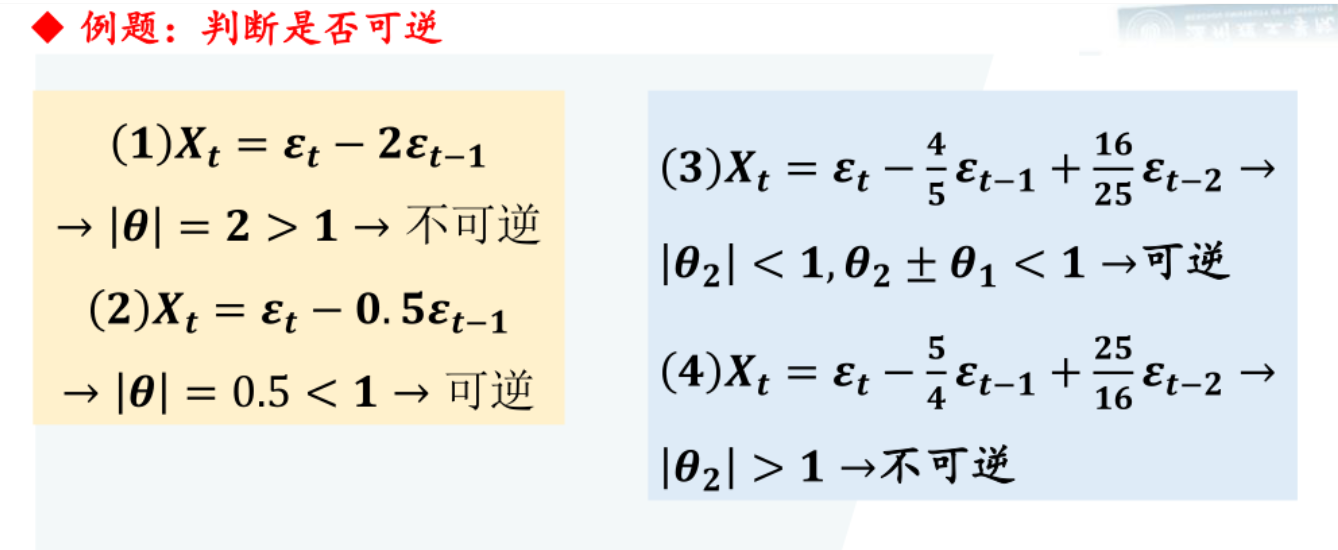 ◆ 例题：判断是否可逆
(1)Xₜ = εₜ − 2εₜ₋₁
→ |θ| = 2 > 1 → 不可逆
(2)Xₜ = εₜ − 0.5εₜ₋₁
→ |θ| = 0.5 < 1 → 可逆
(3)Xₜ = εₜ − 4/5 εₜ₋₁ + 16/25 εₜ₋₂ →
|θ₂| < 1, θ₂ ± θ₁ < 1 →可逆
(4)Xₜ = εₜ − 5/4 εₜ₋₁ + 25/16 εₜ₋₂ →
|θ₂| > 1 →不可逆